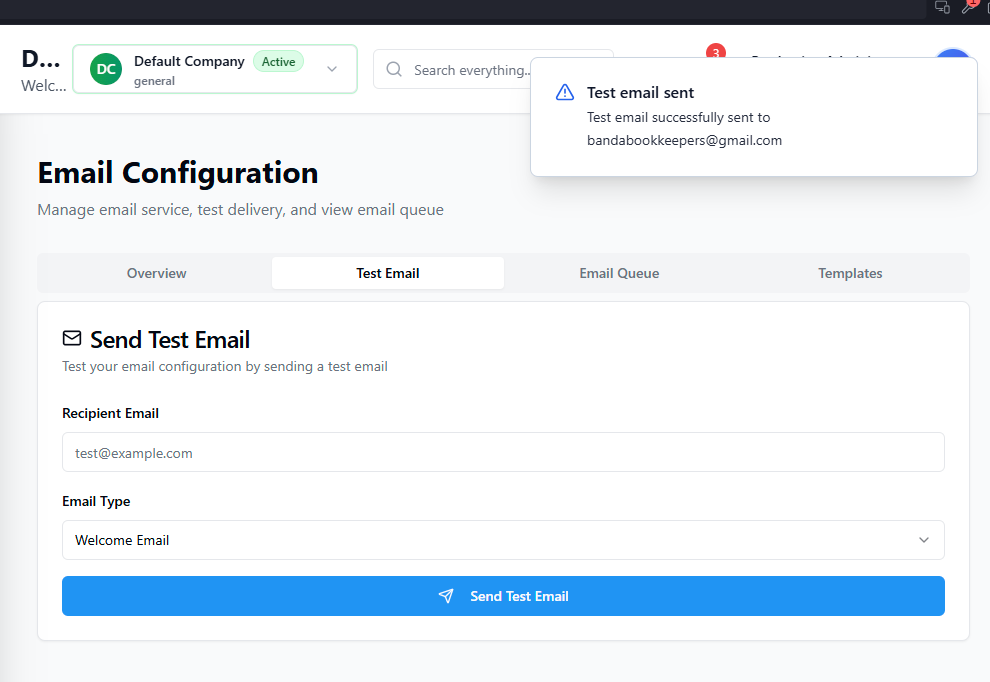 D...
Welc...
DC
Default Company
Active
general
Search everything..
3
Test email sent
Test email successfully sent to
bandabookkeepers@gmail.com
Email Configuration
Manage email service, test delivery, and view email queue
Overview
Test Email
Email Queue
Templates
Send Test Email
Test your email configuration by sending a test email
Recipient Email
test@example.com
Email Type
Welcome Email
Send Test Email